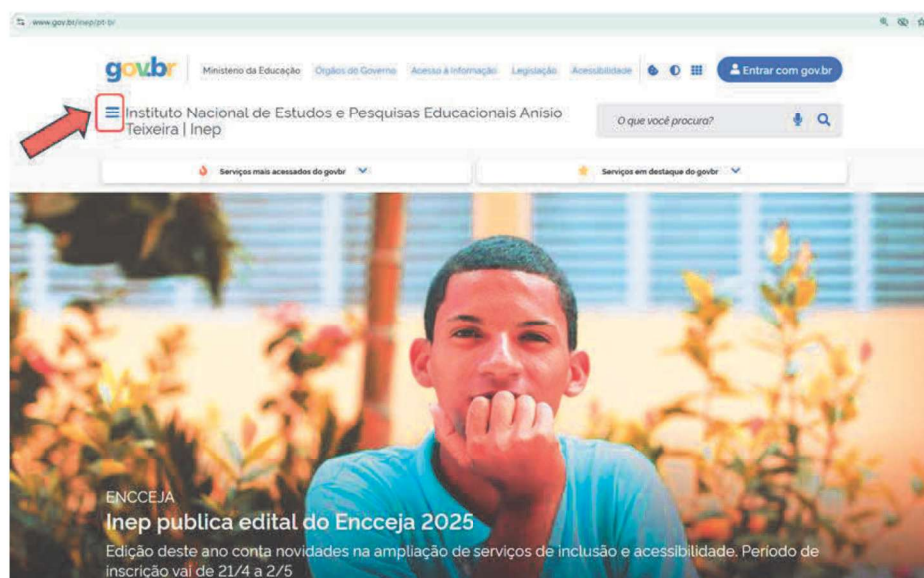 www.gov.br/inep/pt-br
gov.br
Ministério da Educação Órgãos do Governo Acesso à Informação Legislação Acessibilidade
Entrar com gov.br
Instituto Nacional de Estudos e Pesquisas Educacionais Anísio
Teixeira | Inep
O que você procura?
Serviços mais acessados do govbr
Serviços em destaque do govbr
ENCCEJA
Inep publica edital do Encceja 2025
Edição deste ano conta novidades na ampliação de serviços de inclusão e acessibilidade. Período de
inscrição vai de 21/4 a 2/5